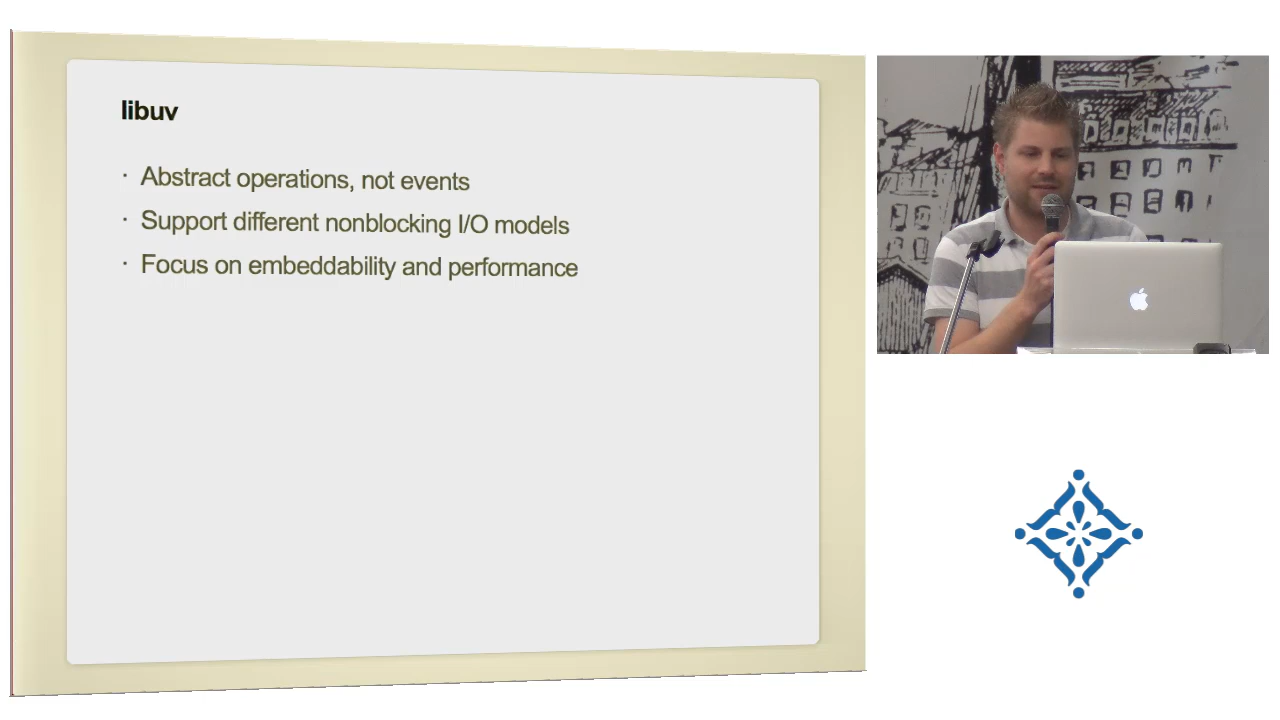 libuv
· Abstract operations, not events
· Support different nonblocking I/O models
· Focus on embeddability and performance